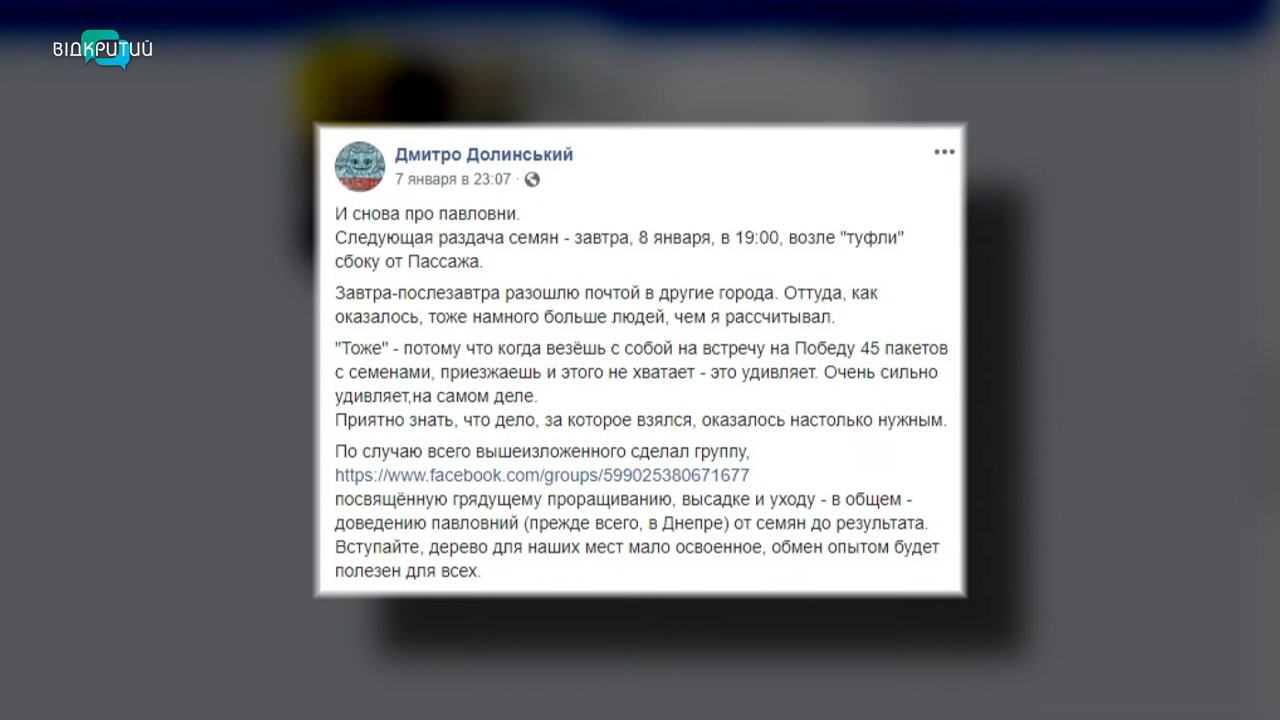 ВІДКРИТИЙ
Дмитро Долинський
7 января в 23:07 ·
И снова про павловни.
Следующая раздача семян - завтра, 8 января, в 19:00, возле "туфли"
сбоку от Пассажа.
Завтра-послезавтра разошлю почтой в другие города. Оттуда, как
оказалось, тоже намного больше людей, чем я рассчитывал.
"Тоже" - потому что когда везёшь с собой на встречу на Победу 45 пакетов
с семенами, приезжаешь и этого не хватает - это удивляет. Очень сильно
удивляет,на самом деле.
Приятно знать, что дело, за которое взялся, оказалось настолько нужным.
По случаю всего вышеизложенного сделал группу,
https://www.facebook.com/groups/599025380671677
посвящённую грядущему проращиванию, высадке и уходу - в общем -
доведению павловний (прежде всего, в Днепре) от семян до результата.
Вступайте, дерево для наших мест мало освоенное, обмен опытом будет
полезен для всех.